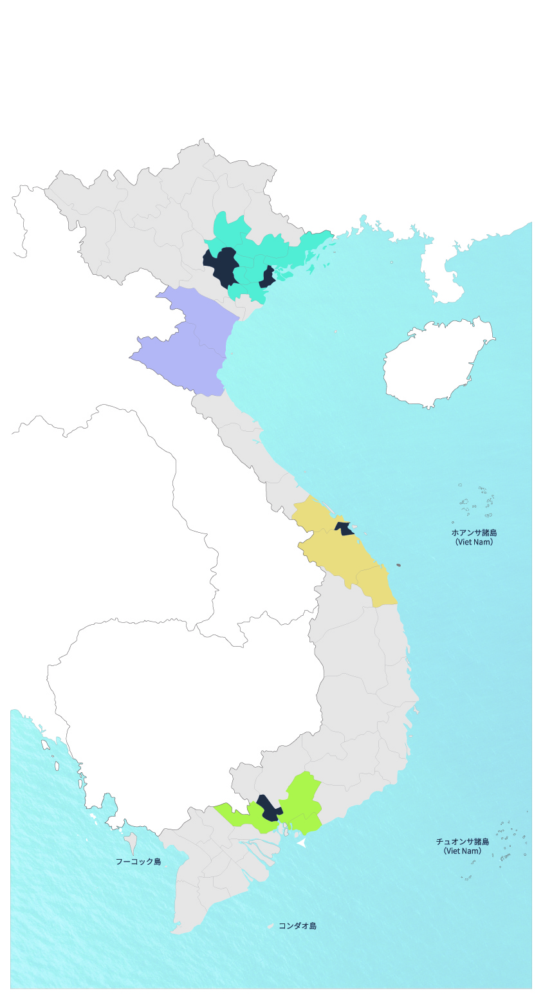 ホアンサ諸島
（Viet Nam）
チュオンサ諸島
（Viet Nam）
フーコック島
コンダオ島